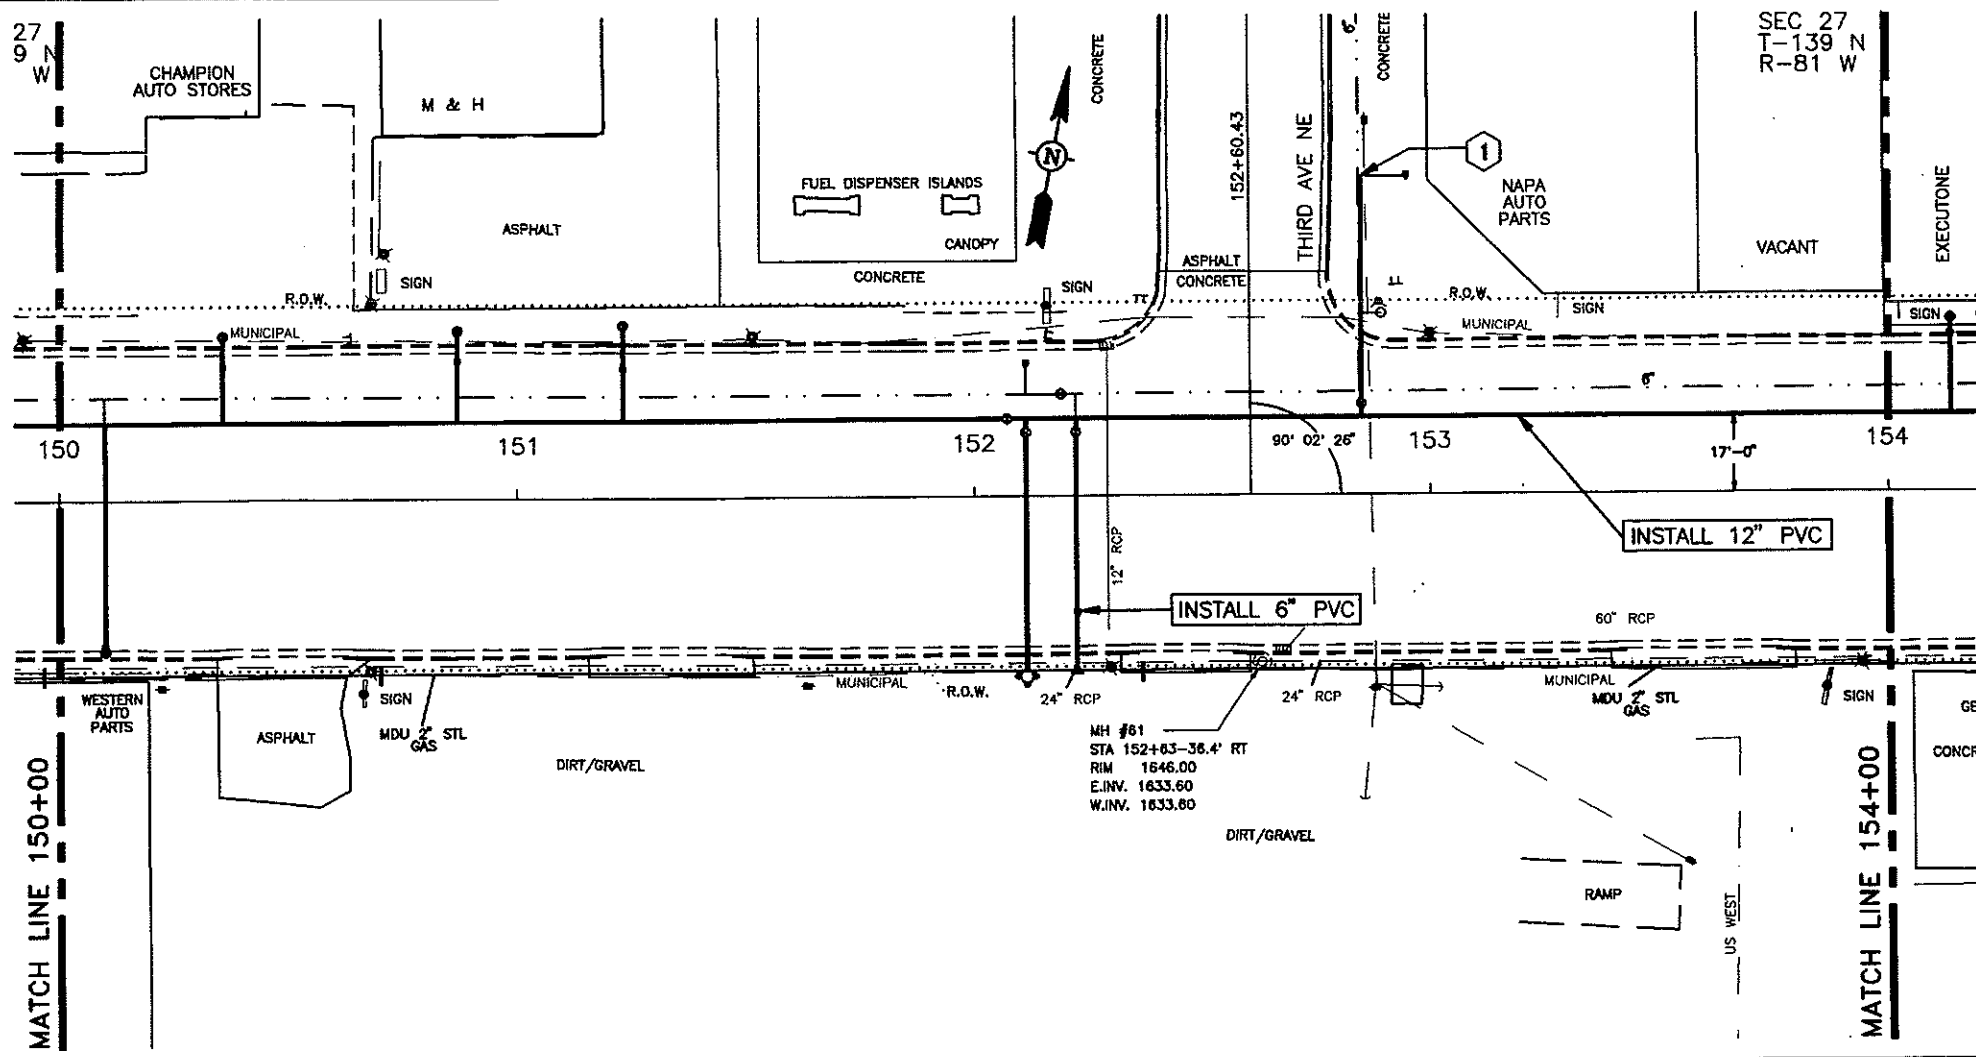 27
9 N
W
CHAMPION
AUTO STORES
M & H
CONCRETE
6"
CONCRETE
SEC 27
T-139 N
R-81 W
N
152+60.43
THIRD AVE NE
1
FUEL DISPENSER ISLANDS
NAPA
AUTO
PARTS
EXECUTONE
ASPHALT
CANOPY
VACANT
SIGN
CONCRETE
SIGN
ASPHALT
CONCRETE
R.O.W.
R.O.W.
SIGN
SIGN
MUNICIPAL
MUNICIPAL
6"
150
151
152
90° 02' 26"
153
17'-0"
154
INSTALL 12" PVC
12" RCP
INSTALL 6" PVC
60" RCP
WESTERN
AUTO
PARTS
SIGN
MUNICIPAL
R.O.W.
24" RCP
24" RCP
MUNICIPAL
MDU 2" STL
GAS
SIGN
GE
ASPHALT
MDU 2" STL
GAS
MH #61
STA 152+63-36.4' RT
RIM 1646.00
E.INV. 1633.60
W.INV. 1633.60
CONCR
DIRT/GRAVEL
DIRT/GRAVEL
RAMP
US WEST
MATCH LINE 150+00
MATCH LINE 154+00